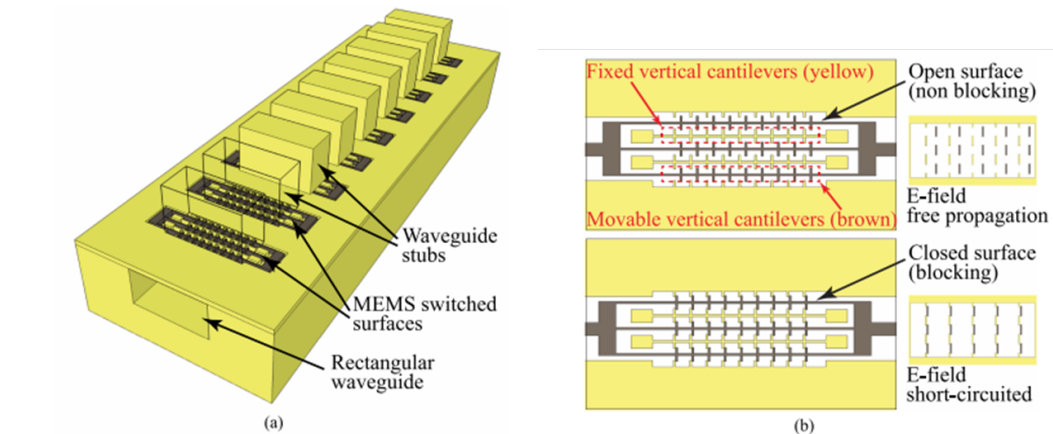 Waveguide
stubs
MEMS switched
surfaces
Rectangular
waveguide
(a)
Fixed vertical cantilevers (yellow)
Open surface
(non blocking)
E-field
free propagation
Movable vertical cantilevers (brown)
Closed surface
(blocking)
E-field
short-circuited
(b)